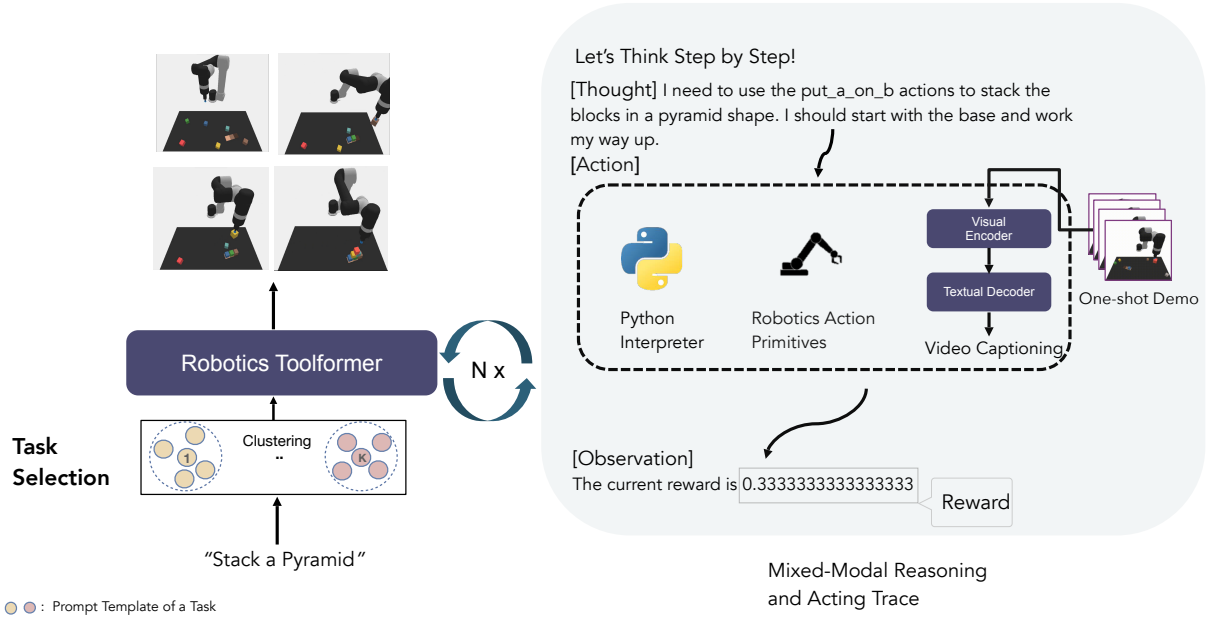 Let's Think Step by Step!
[Thought] I need to use the put_a_on_b actions to stack the
blocks in a pyramid shape. I should start with the base and work
my way up.
[Action]
Visual
Encoder
Textual Decoder
Video Captioning
One-shot Demo
Python
Interpreter
Robotics Action
Primitives
Robotics Toolformer
N x
Task
Selection
Clustering
..
1
K
[Observation]
The current reward is 0.3333333333333333
Reward
"Stack a Pyramid"
Mixed-Modal Reasoning
and Acting Trace
: Prompt Template of a Task